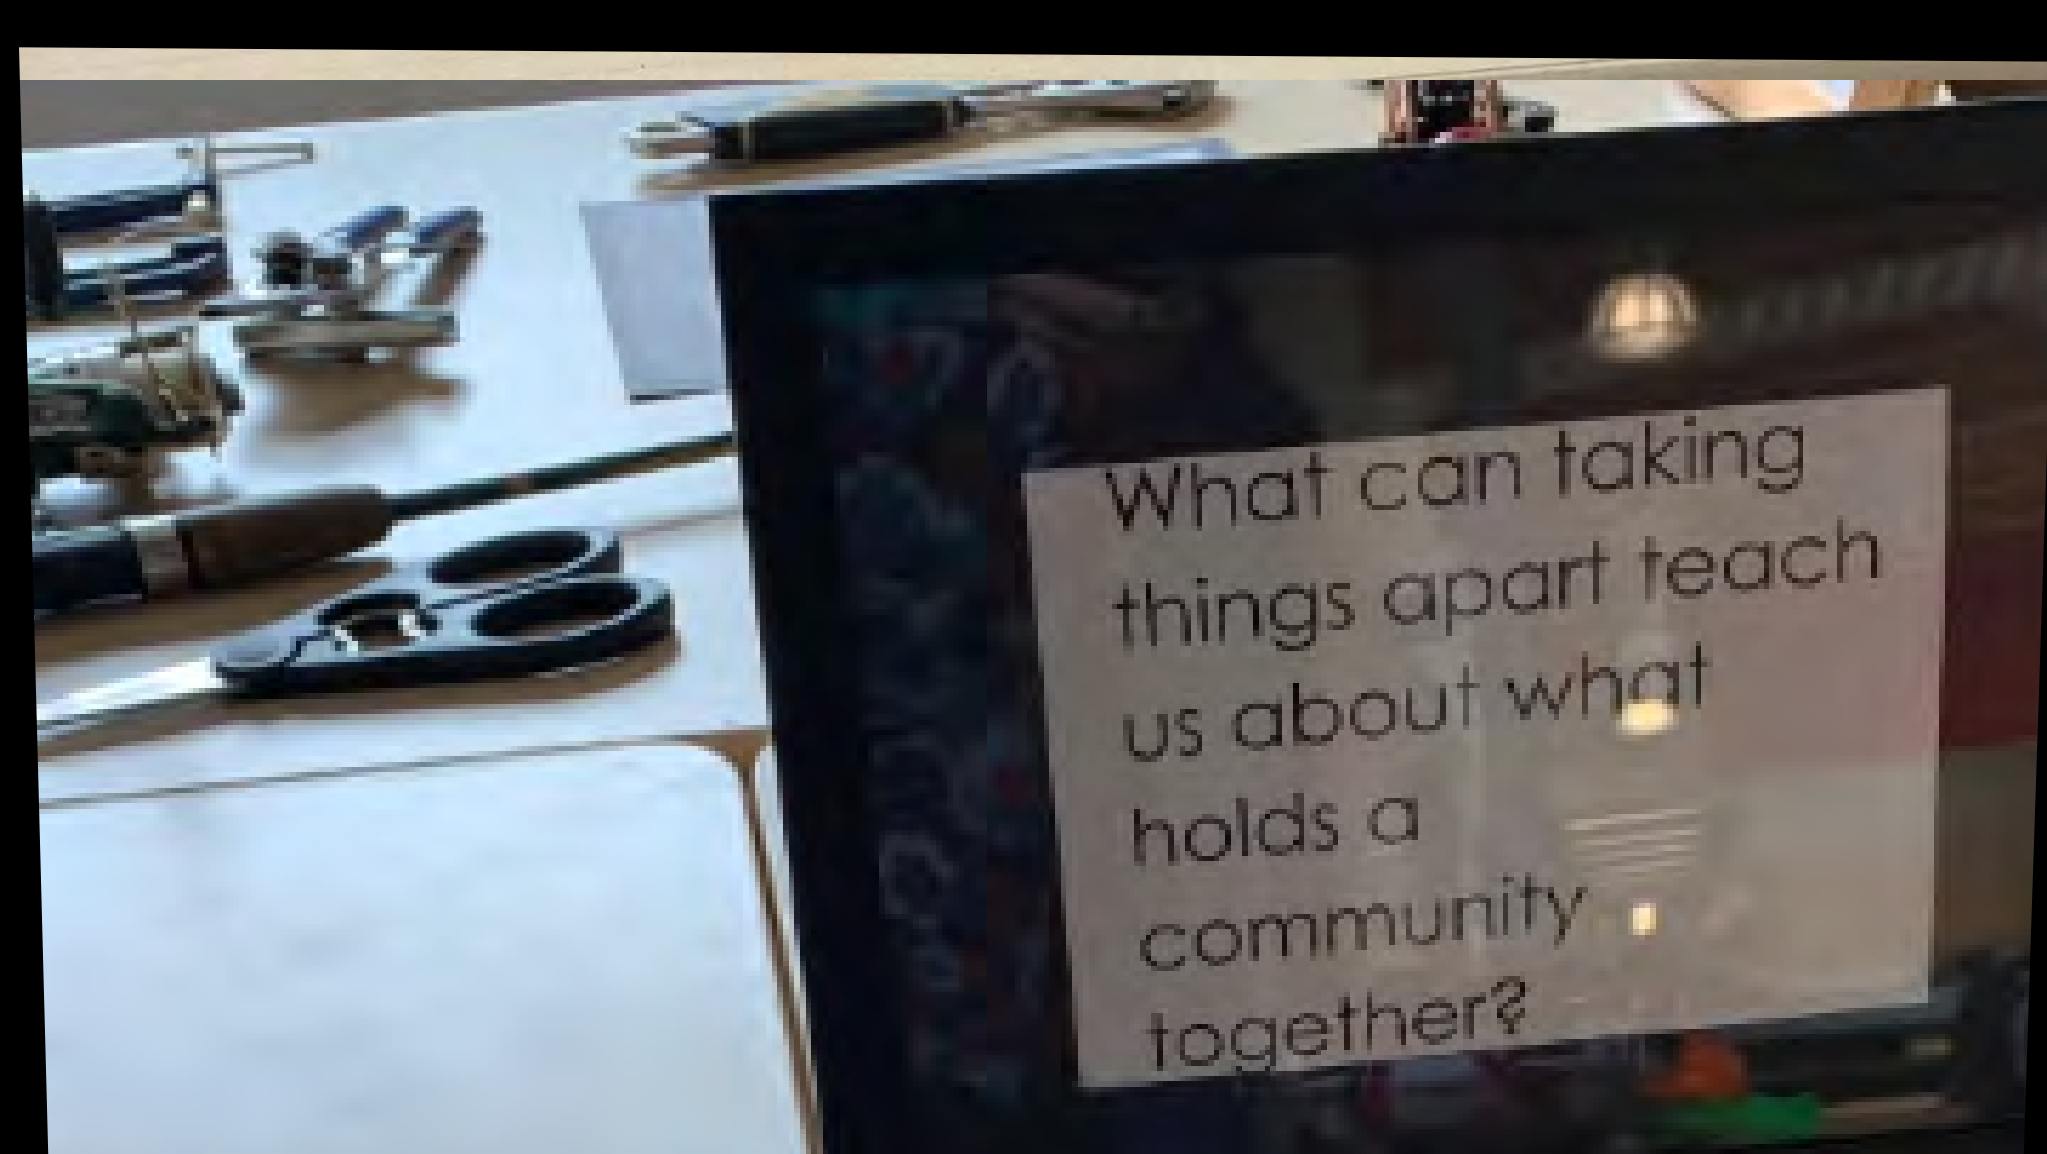 What can taking
things apart teach
us about what
holds a
community
together?